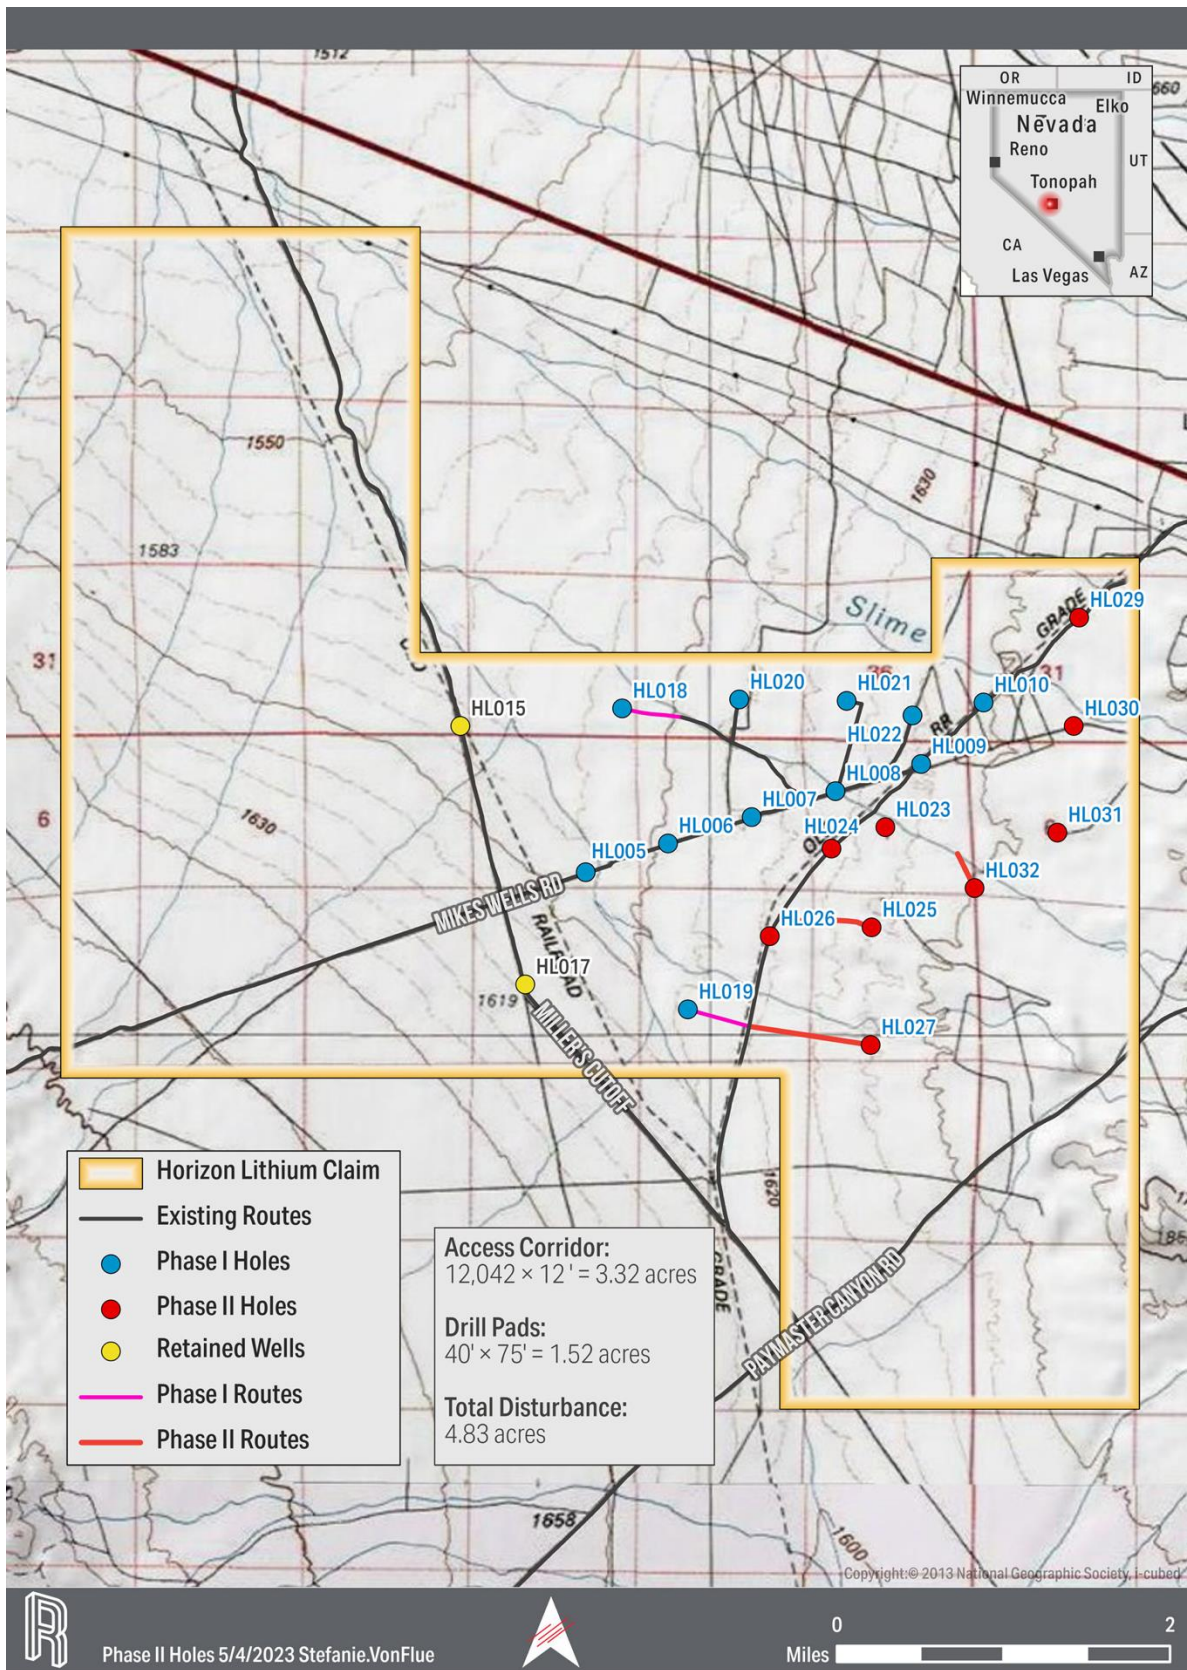 1512
OR
ID
660
Winnemucca
Elko
Nevada
Reno
UT
Tonopah
CA
Las Vegas
AZ
1550
1630
1583
Slime
GRADE
HL029
31
36
31
HL018
HL020
HL021
HL010
HL015
HL022
RR
HL030
HL009
HL008
HL007
6
1630
HL006
HL024
HL023
HL031
OLD
HL005
HL032
MIKES WELLS RD
HL026
HL025
RAILROAD
HL017
1619
HL019
MILLER'S CUTOFF
HL027
1620
GRADE
PAYMASTER CANYON RD
Horizon Lithium Claim
Existing Routes
Phase I Holes
Phase II Holes
Retained Wells
Phase I Routes
Phase II Routes
Access Corridor:
12,042 × 12 ' = 3.32 acres
Drill Pads:
40' × 75' = 1.52 acres
Total Disturbance:
4.83 acres
1658
1600
Copyright:© 2013 National Geographic Society, i-cubed
R
Phase II Holes 5/4/2023 Stefanie.VonFlue
0
2
Miles